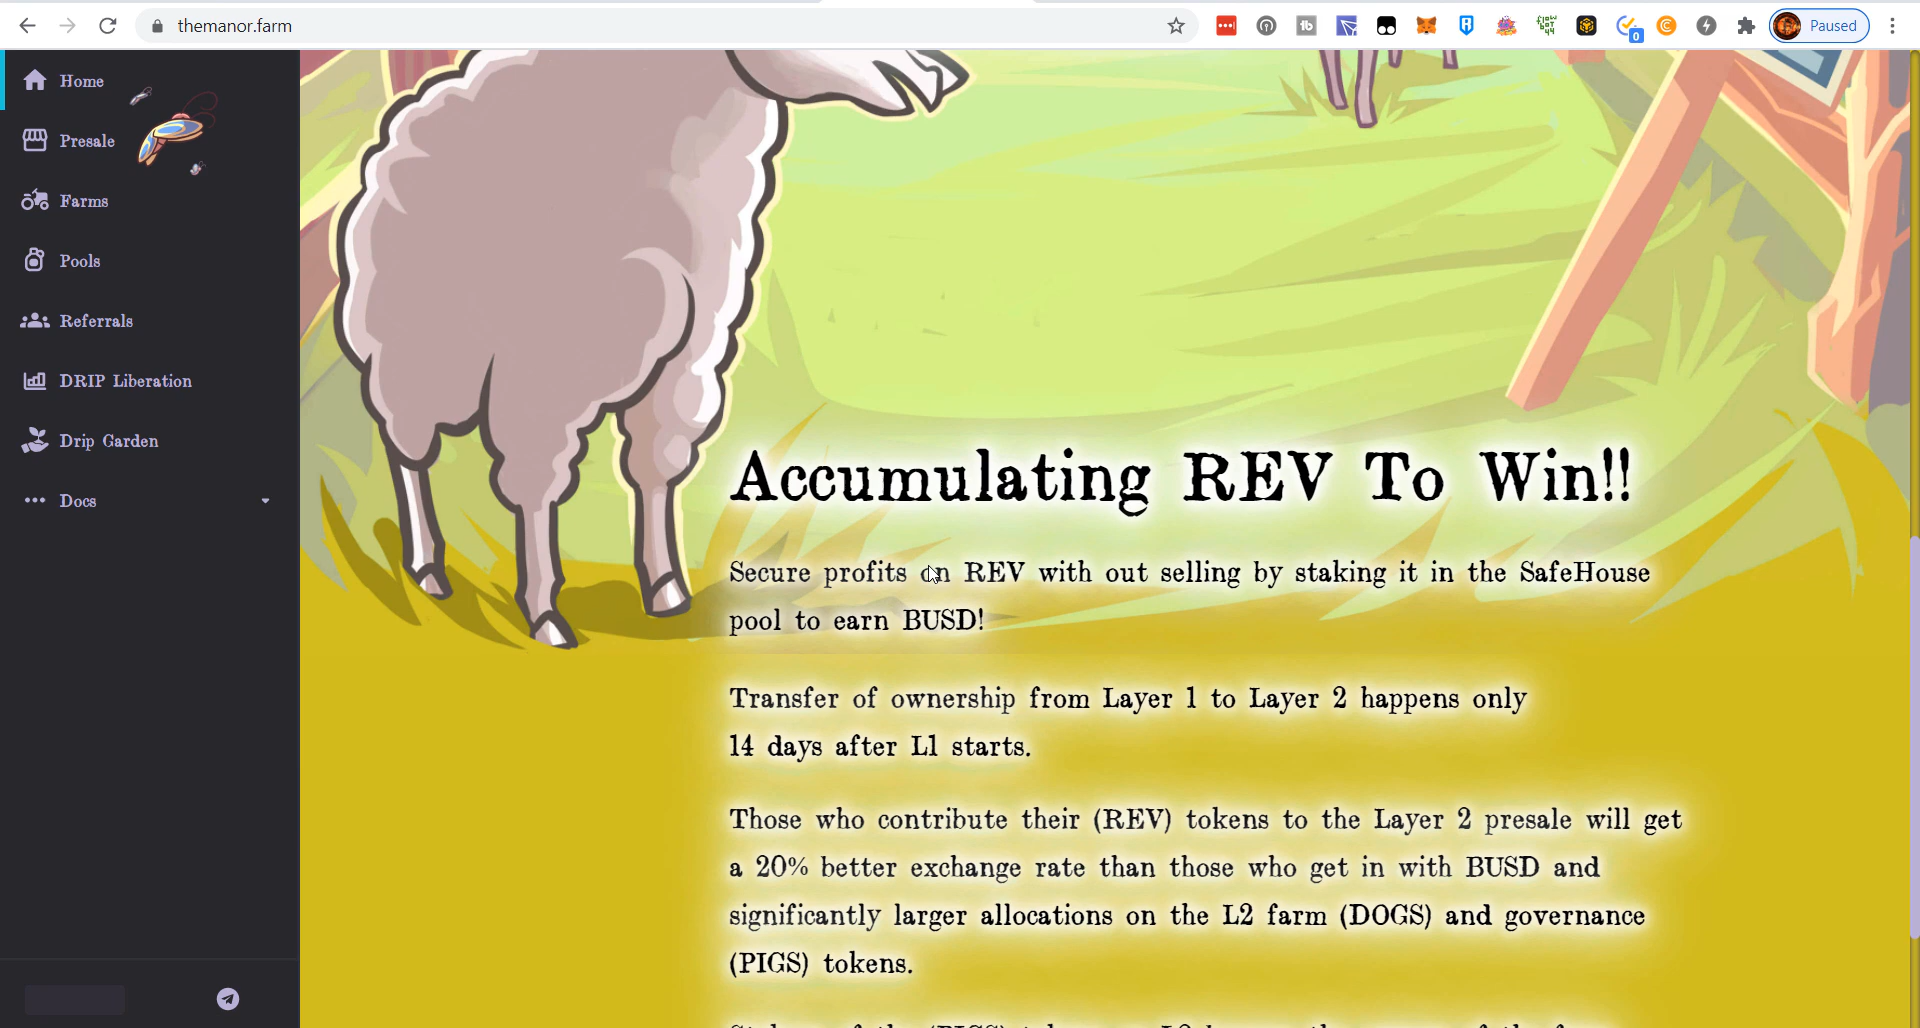 themanor.farm
0
Paused
Home
Presale
Farms
Pools
Referrals
DRIP Liberation
Drip Garden
Docs
Accumulating REV To Win!!
Secure profits on REV with out selling by staking it in the SafeHouse
pool to earn BUSD!
Transfer of ownership from Layer 1 to Layer 2 happens only
14 days after L1 starts.
Those who contribute their (REV) tokens to the Layer 2 presale will get
a 20% better exchange rate than those who get in with BUSD and
significantly larger allocations on the L2 farm (DOGS) and governance
(PIGS) tokens.